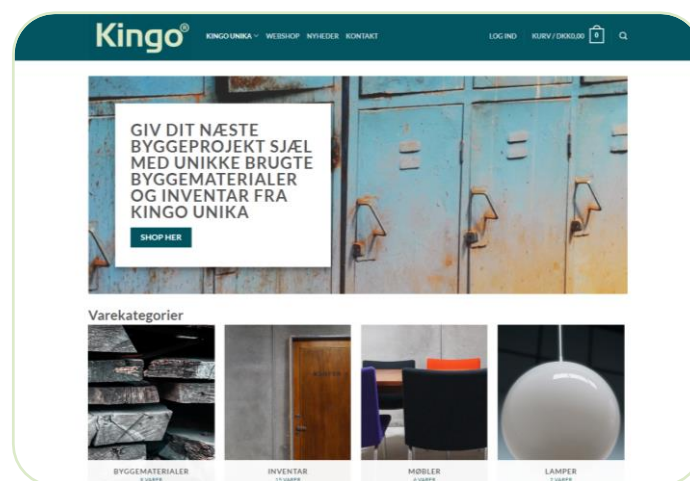 Kingo®
KINGO UNIKA WEBSHOP NYHEDER KONTAKT
LOG IND KURV / DKK0,00 0
GIV DIT NÆSTE
BYGGEPROJEKT SJÆL
MED UNIKKE BRUGTE
BYGGEMATERIALER
OG INVENTAR FRA
KINGO UNIKA
SHOP HER
Varekategorier
BYGGEMATERIALER
INVENTAR
MØBLER
LAMPER